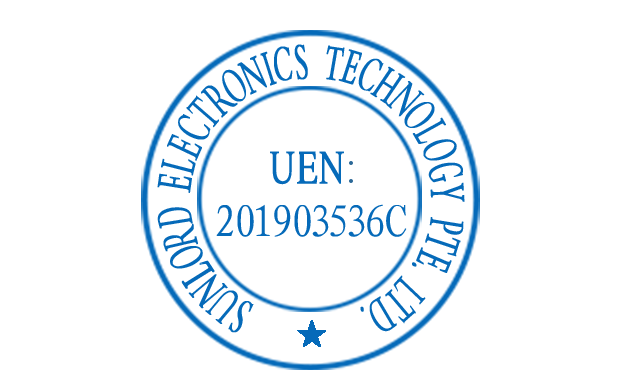 SUNLORD ELECTRONICS TECHNOLOGY PTE. LTD.
UEN:
201903536C